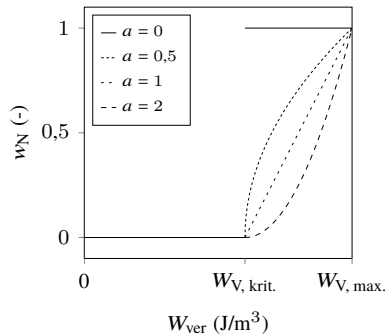 a = 0
a = 0,5
a = 1
a = 2
1
0,5
0
w_N (-)
0 W_V, krit. W_V, max.
W_ver (J/m³)